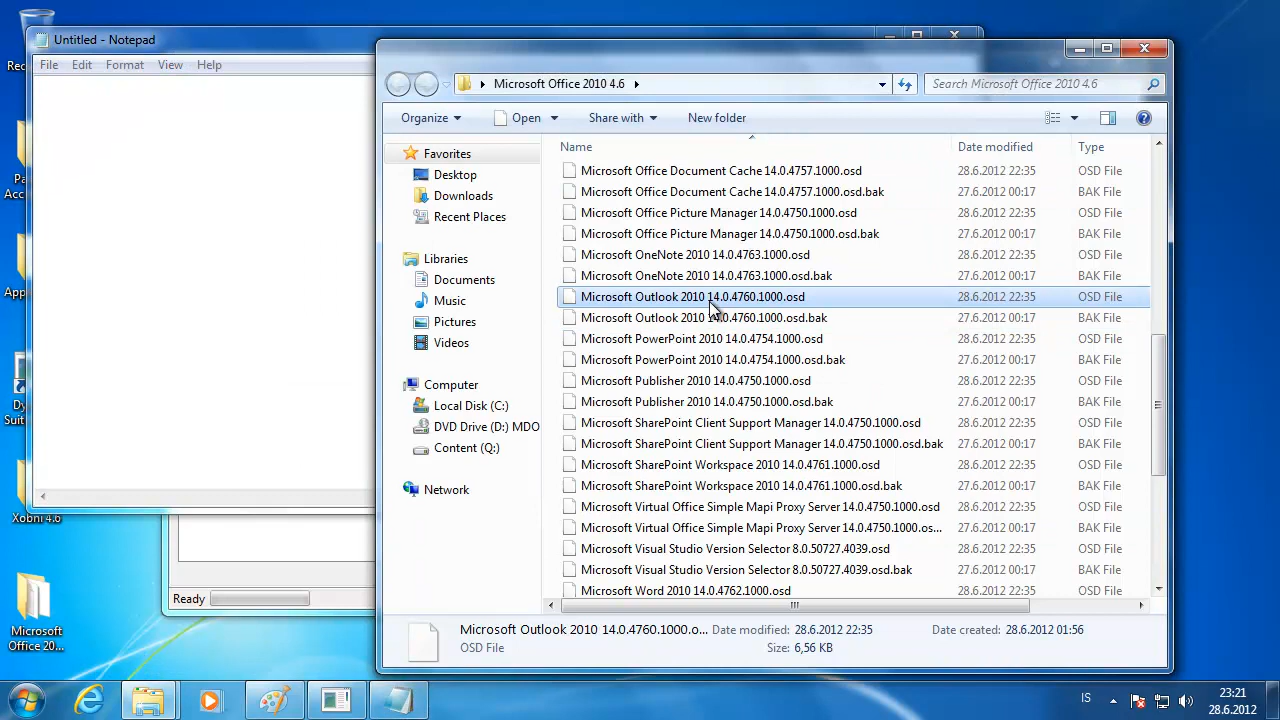 Untitled - Notepad
File Edit Format View Help
Microsoft Office 2010 4.6
Search Microsoft Office 2010 4.6
Organize Open Share with New folder
Favorites
Desktop
Downloads
Recent Places
Libraries
Documents
Music
Pictures
Videos
Computer
Local Disk (C:)
DVD Drive (D:) MDO
Content (Q:)
Network
Name Date modified Type
Microsoft Office Document Cache 14.0.4757.1000.osd 28.6.2012 22:35 OSD File
Microsoft Office Document Cache 14.0.4757.1000.osd.bak 27.6.2012 00:17 BAK File
Microsoft Office Picture Manager 14.0.4750.1000.osd 28.6.2012 22:35 OSD File
Microsoft Office Picture Manager 14.0.4750.1000.osd.bak 27.6.2012 00:17 BAK File
Microsoft OneNote 2010 14.0.4763.1000.osd 28.6.2012 22:35 OSD File
Microsoft OneNote 2010 14.0.4763.1000.osd.bak 27.6.2012 00:17 BAK File
Microsoft Outlook 2010 14.0.4760.1000.osd 28.6.2012 22:35 OSD File
Microsoft Outlook 2010 14.0.4760.1000.osd.bak 27.6.2012 00:17 BAK File
Microsoft PowerPoint 2010 14.0.4754.1000.osd 28.6.2012 22:35 OSD File
Microsoft PowerPoint 2010 14.0.4754.1000.osd.bak 27.6.2012 00:17 BAK File
Microsoft Publisher 2010 14.0.4750.1000.osd 28.6.2012 22:35 OSD File
Microsoft Publisher 2010 14.0.4750.1000.osd.bak 27.6.2012 00:17 BAK File
Microsoft SharePoint Client Support Manager 14.0.4750.1000.osd 28.6.2012 22:35 OSD File
Microsoft SharePoint Client Support Manager 14.0.4750.1000.osd.bak 27.6.2012 00:17 BAK File
Microsoft SharePoint Workspace 2010 14.0.4761.1000.osd 28.6.2012 22:35 OSD File
Microsoft SharePoint Workspace 2010 14.0.4761.1000.osd.bak 27.6.2012 00:17 BAK File
Microsoft Virtual Office Simple Mapi Proxy Server 14.0.4750.1000.osd 28.6.2012 22:35 OSD File
Microsoft Virtual Office Simple Mapi Proxy Server 14.0.4750.1000.os... 27.6.2012 00:17 BAK File
Microsoft Visual Studio Version Selector 8.0.50727.4039.osd 28.6.2012 22:35 OSD File
Microsoft Visual Studio Version Selector 8.0.50727.4039.osd.bak 27.6.2012 00:17 BAK File
Microsoft Word 2010 14.0.4762.1000.osd 28.6.2012 22:35 OSD File
Microsoft Outlook 2010 14.0.4760.1000.o... Date modified: 28.6.2012 22:35 Date created: 28.6.2012 01:56
OSD File Size: 6,56 KB
Ready
Xobni 4.6
Microsoft
Office 20...
IS
23:21
28.6.2012